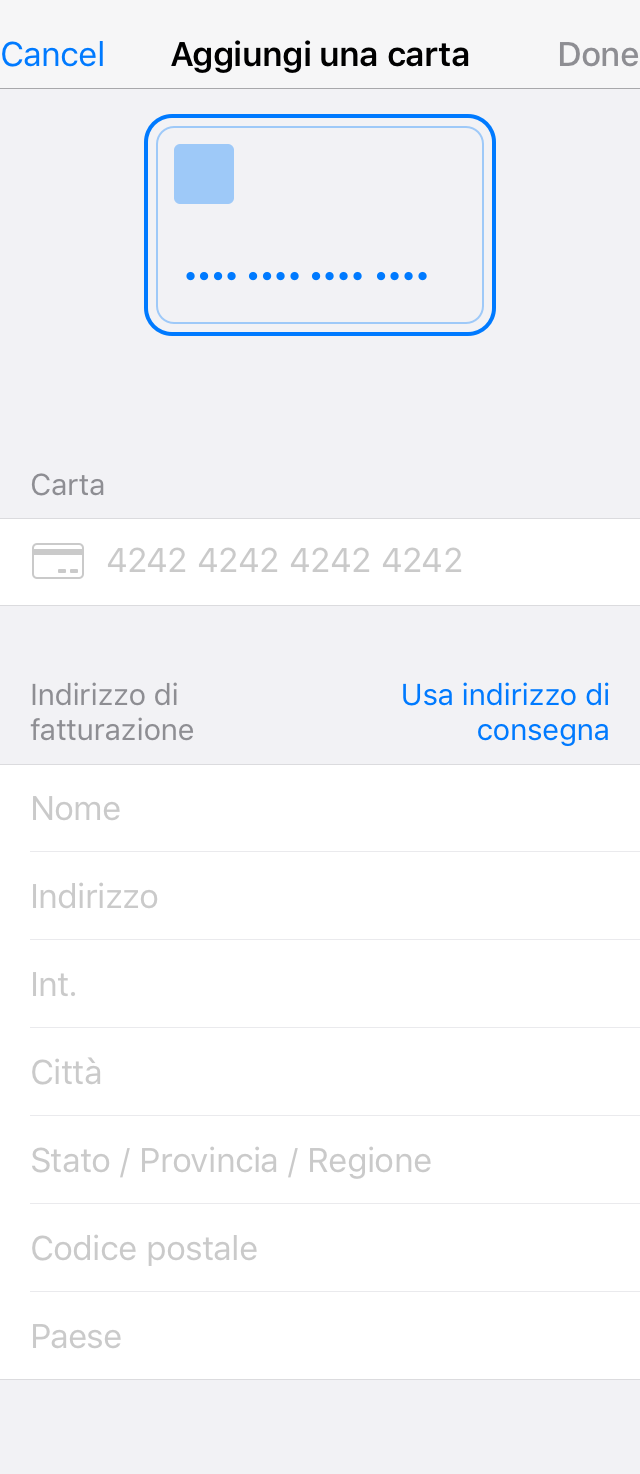 Cancel Aggiungi una carta Done
•••• •••• •••• ••••
Carta
4242 4242 4242 4242
Indirizzo di fatturazione
Usa indirizzo di consegna
Nome
Indirizzo
Int.
Città
Stato / Provincia / Regione
Codice postale
Paese